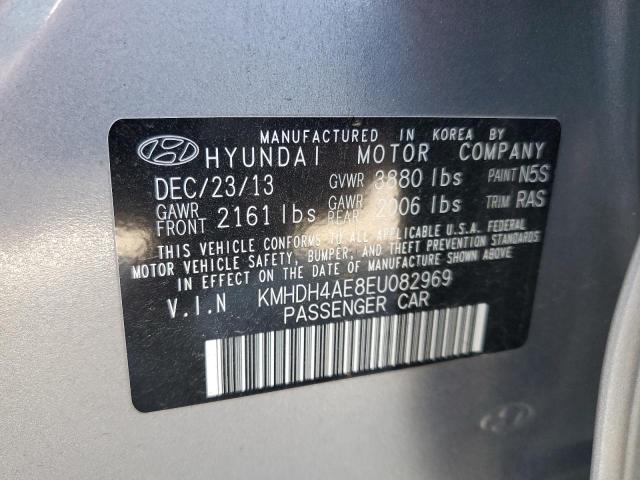 MANUFACTURED IN KOREA BY
HYUNDAI MOTOR COMPANY
DEC/23/13 GVWR 3880 lbs PAINT N5S
GAWR FRONT 2161 lbs GAWR REAR 2006 lbs TRIM RAS
THIS VEHICLE CONFORMS TO ALL APPLICABLE U.S.A. FEDERAL
MOTOR VEHICLE SAFETY, BUMPER, AND THEFT PREVENTION STANDARDS
IN EFFECT ON THE DATE OF MANUFACTURE SHOWN ABOVE
V.I.N KMHDH4AE8EU082969
PASSENGER CAR